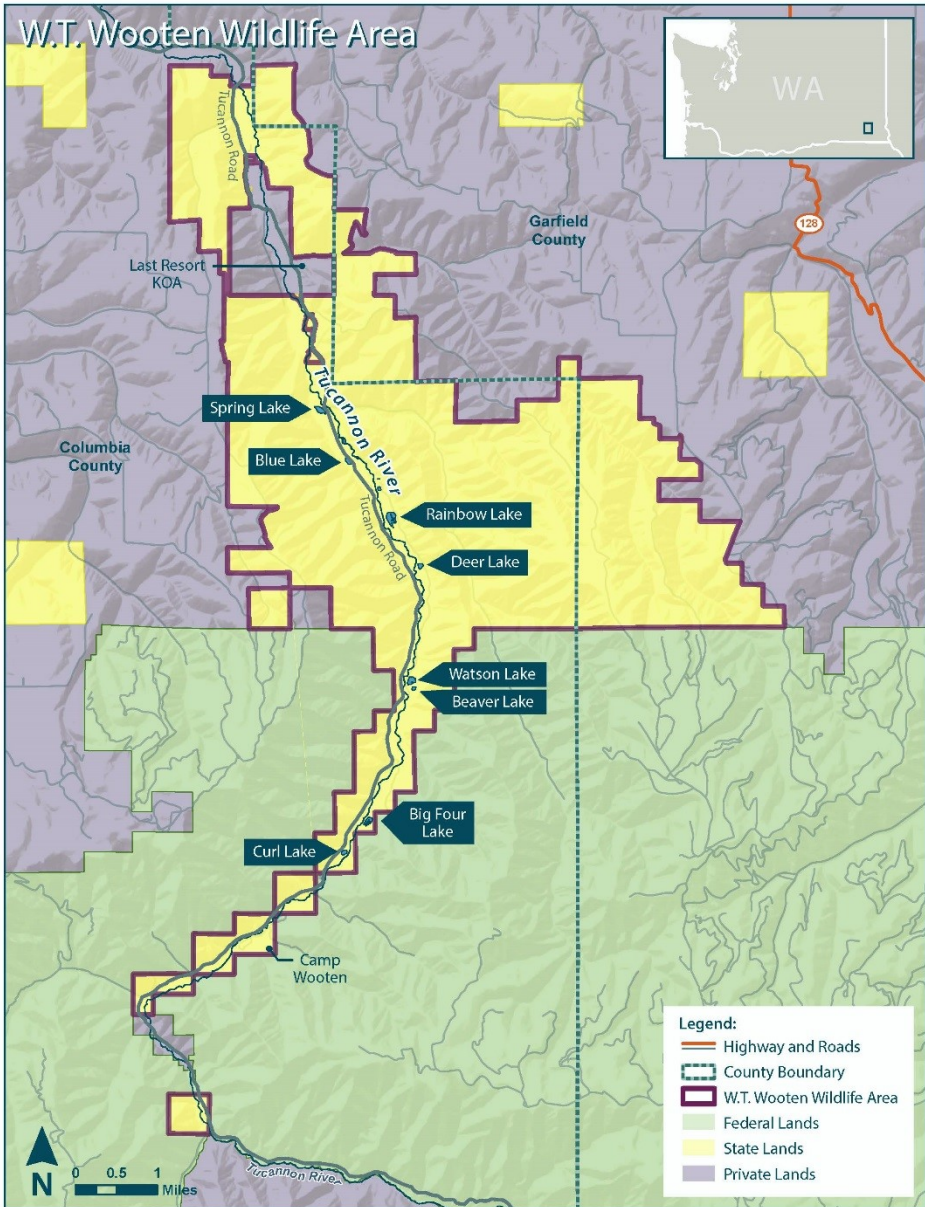 W.T. Wooten Wildlife Area
WA
Tucannon Road
128
Garfield
County
Last Resort
KOA
Tucannon River
Spring Lake
Columbia
County
Blue Lake
Rainbow Lake
Tucannon Road
Deer Lake
Watson Lake
Beaver Lake
Big Four
Lake
Curl Lake
Camp
Wooten
Legend:
Highway and Roads
County Boundary
W.T. Wooten Wildlife Area
Federal Lands
State Lands
Private Lands
N
0 0.5 1
Miles
Tucannon River